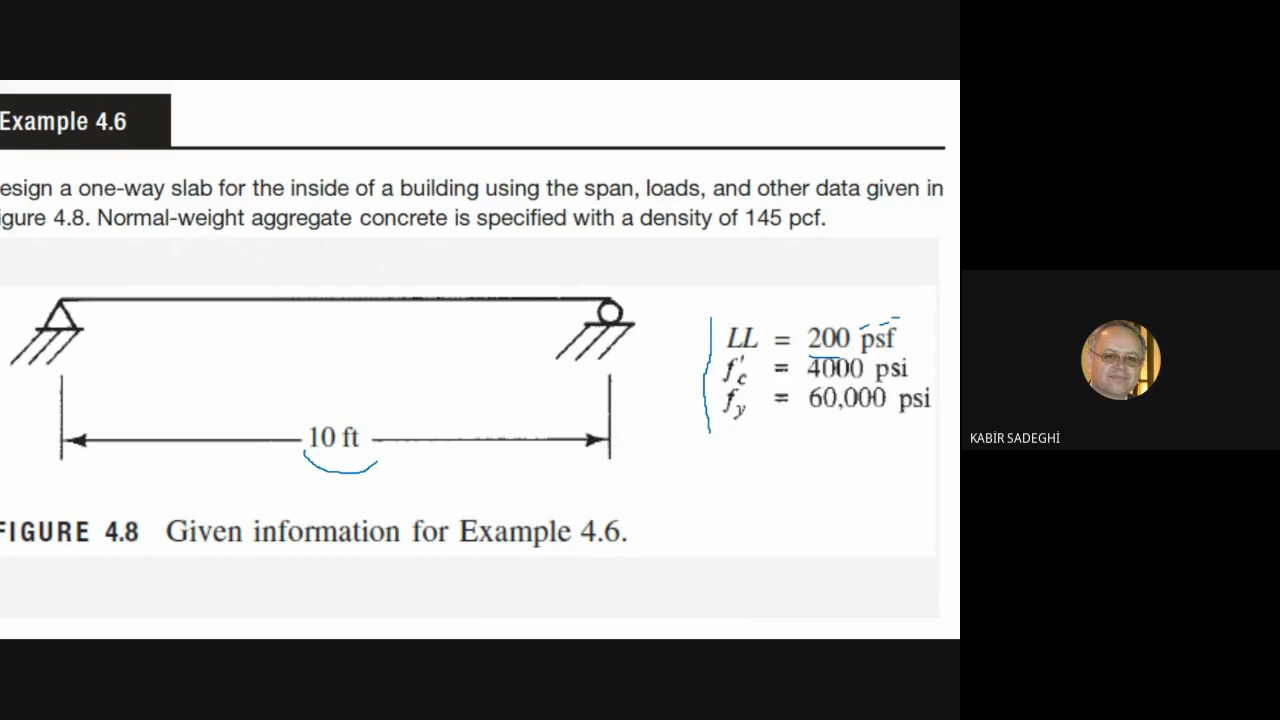 Example 4.6
esign a one-way slab for the inside of a building using the span, loads, and other data given in
igure 4.8. Normal-weight aggregate concrete is specified with a density of 145 pcf.
LL = 200 psf
f'c = 4000 psi
fy = 60,000 psi
10 ft
FIGURE 4.8 Given information for Example 4.6.
KABİR SADEGHİ